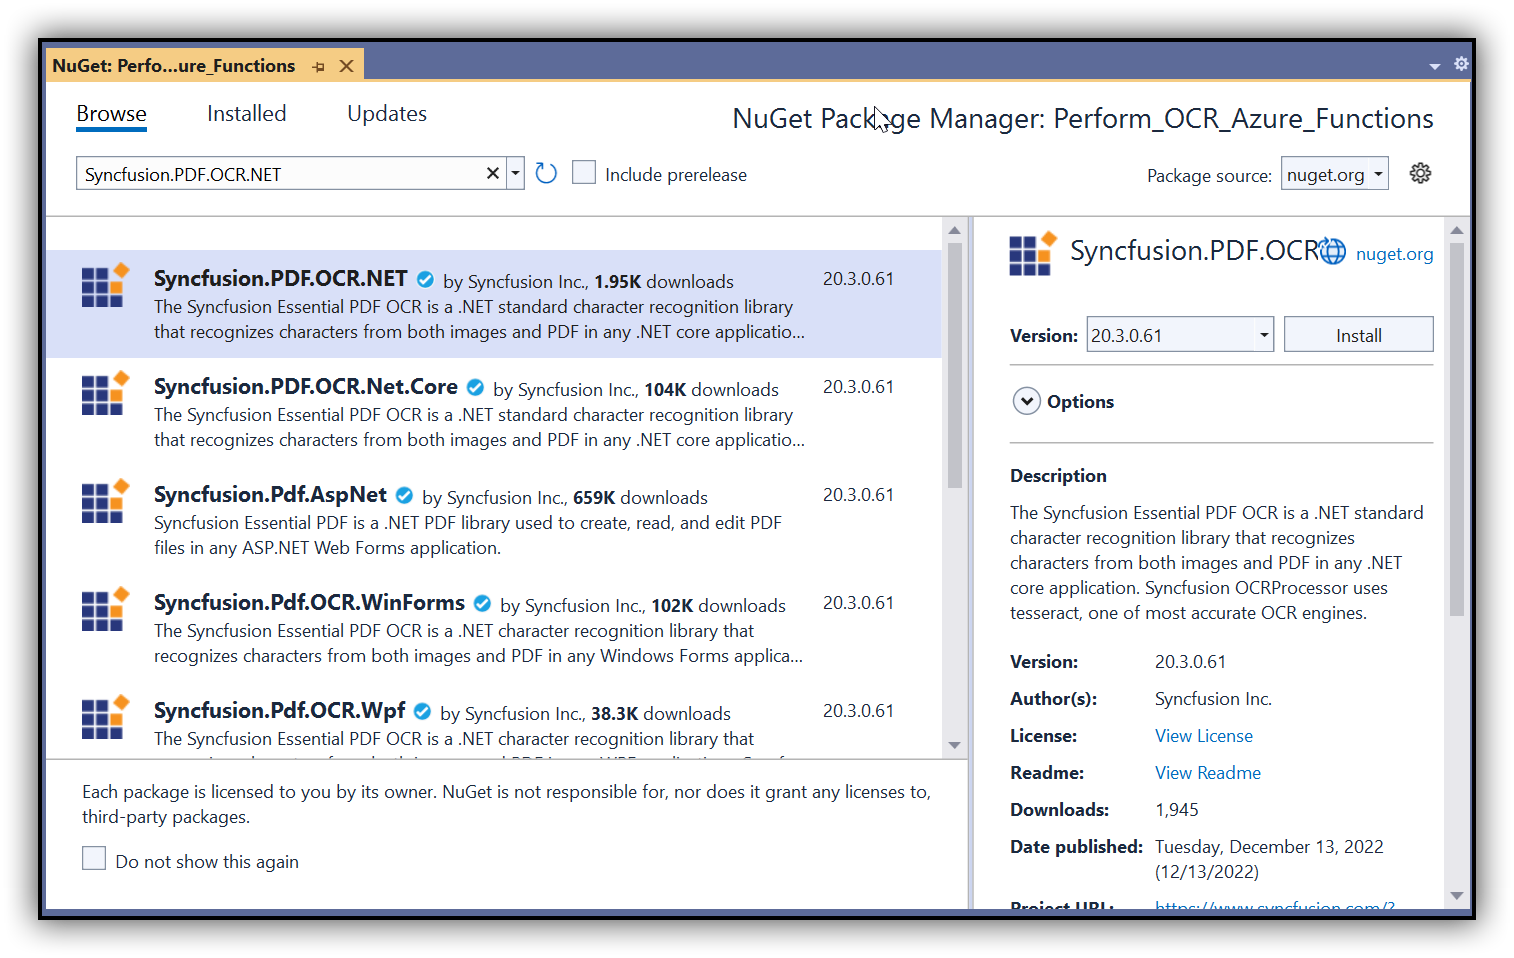 NuGet: Perfo...ure_Functions
Browse
Installed
Updates
NuGet Package Manager: Perform_OCR_Azure_Functions
Syncfusion.PDF.OCR.NET
Include prerelease
Package source: nuget.org
Syncfusion.PDF.OCR.NET by Syncfusion Inc., 1.95K downloads 20.3.0.61
The Syncfusion Essential PDF OCR is a .NET standard character recognition library
that recognizes characters from both images and PDF in any .NET core applicatio...
Syncfusion.PDF.OCR.Net.Core by Syncfusion Inc., 104K downloads 20.3.0.61
The Syncfusion Essential PDF OCR is a .NET standard character recognition library
that recognizes characters from both images and PDF in any .NET core applicatio...
Syncfusion.Pdf.AspNet by Syncfusion Inc., 659K downloads 20.3.0.61
Syncfusion Essential PDF is a .NET PDF library used to create, read, and edit PDF
files in any ASP.NET Web Forms application.
Syncfusion.Pdf.OCR.WinForms by Syncfusion Inc., 102K downloads 20.3.0.61
The Syncfusion Essential PDF OCR is a .NET character recognition library that
recognizes characters from both images and PDF in any Windows Forms applica...
Syncfusion.Pdf.OCR.Wpf by Syncfusion Inc., 38.3K downloads 20.3.0.61
The Syncfusion Essential PDF OCR is a .NET character recognition library that
Each package is licensed to you by its owner. NuGet is not responsible for, nor does it grant any licenses to,
third-party packages.
Do not show this again
Syncfusion.PDF.OCR nuget.org
Version: 20.3.0.61 Install
Options
Description
The Syncfusion Essential PDF OCR is a .NET standard
character recognition library that recognizes
characters from both images and PDF in any .NET
core application. Syncfusion OCRProcessor uses
tesseract, one of most accurate OCR engines.
Version: 20.3.0.61
Author(s): Syncfusion Inc.
License: View License
Readme: View Readme
Downloads: 1,945
Date published: Tuesday, December 13, 2022
(12/13/2022)
Project URL: https://www.syncfusion.com/?